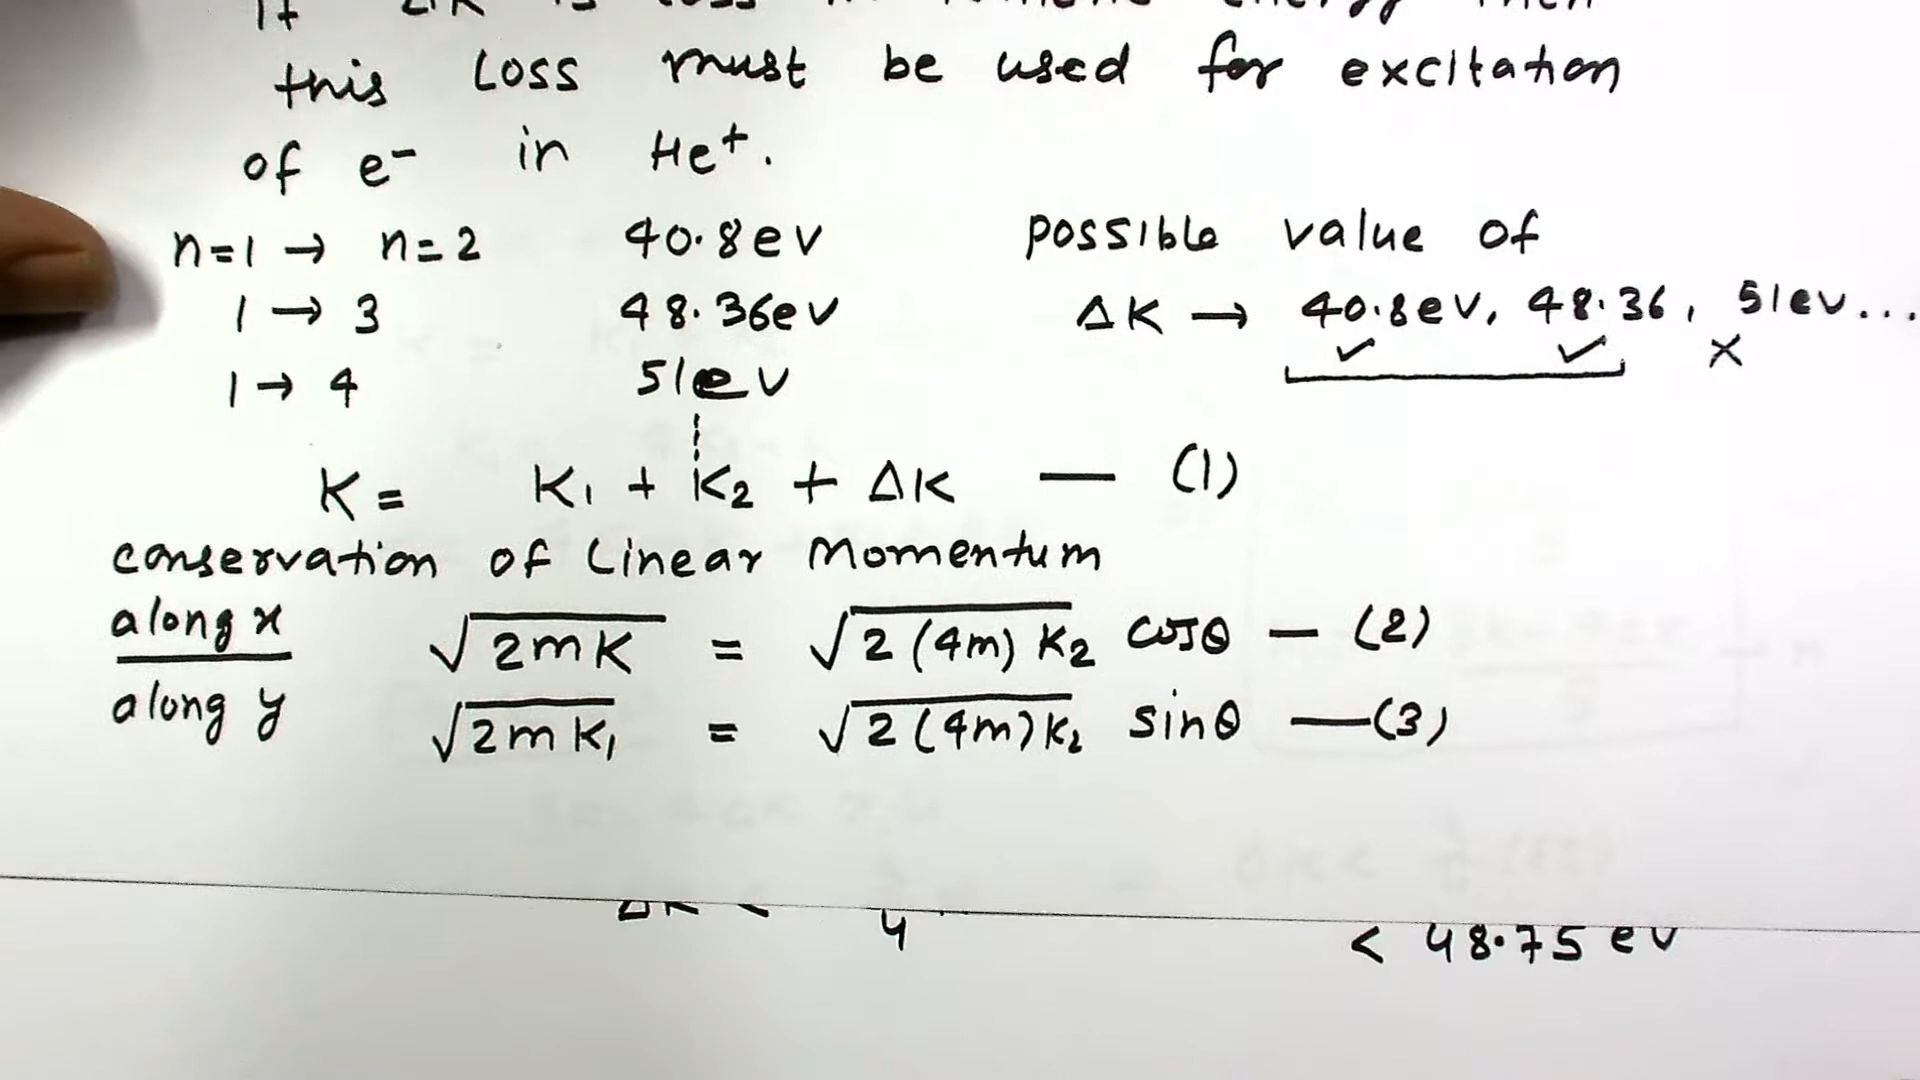 this loss must be used for excitation
of e⁻ in He⁺.
n=1 → n=2 40.8ev possible value of
1 → 3 48.36ev ΔK → 40.8ev, 48.36, 51ev...
✓ ✓ ×
1 → 4 51ev
K = K₁ + K₂ + ΔK — (1)
conservation of Linear Momentum
along x √2mK = √2(4m)K₂ cosθ — (2)
along y √2mK₁ = √2(4m)K₂ sinθ —(3)
4
< 48.75 ev